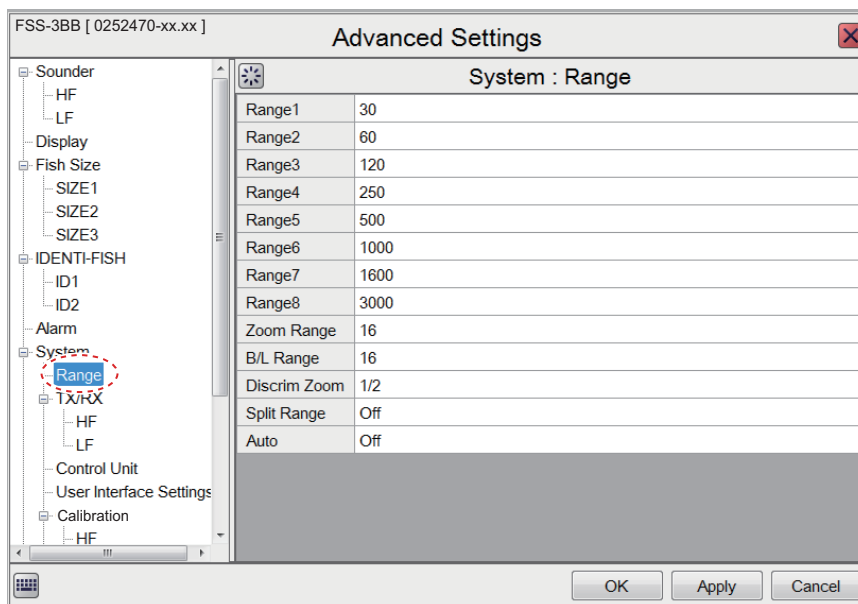 FSS-3BB [ 0252470-xx.xx ]
Advanced Settings
Sounder
HF
LF
Display
Fish Size
SIZE1
SIZE2
SIZE3
IDENTI-FISH
ID1
ID2
Alarm
System
Range
TX/RX
HF
LF
Control Unit
User Interface Settings
Calibration
HF
System : Range
Range1 30
Range2 60
Range3 120
Range4 250
Range5 500
Range6 1000
Range7 1600
Range8 3000
Zoom Range 16
B/L Range 16
Discrim Zoom 1/2
Split Range Off
Auto Off
OK Apply Cancel